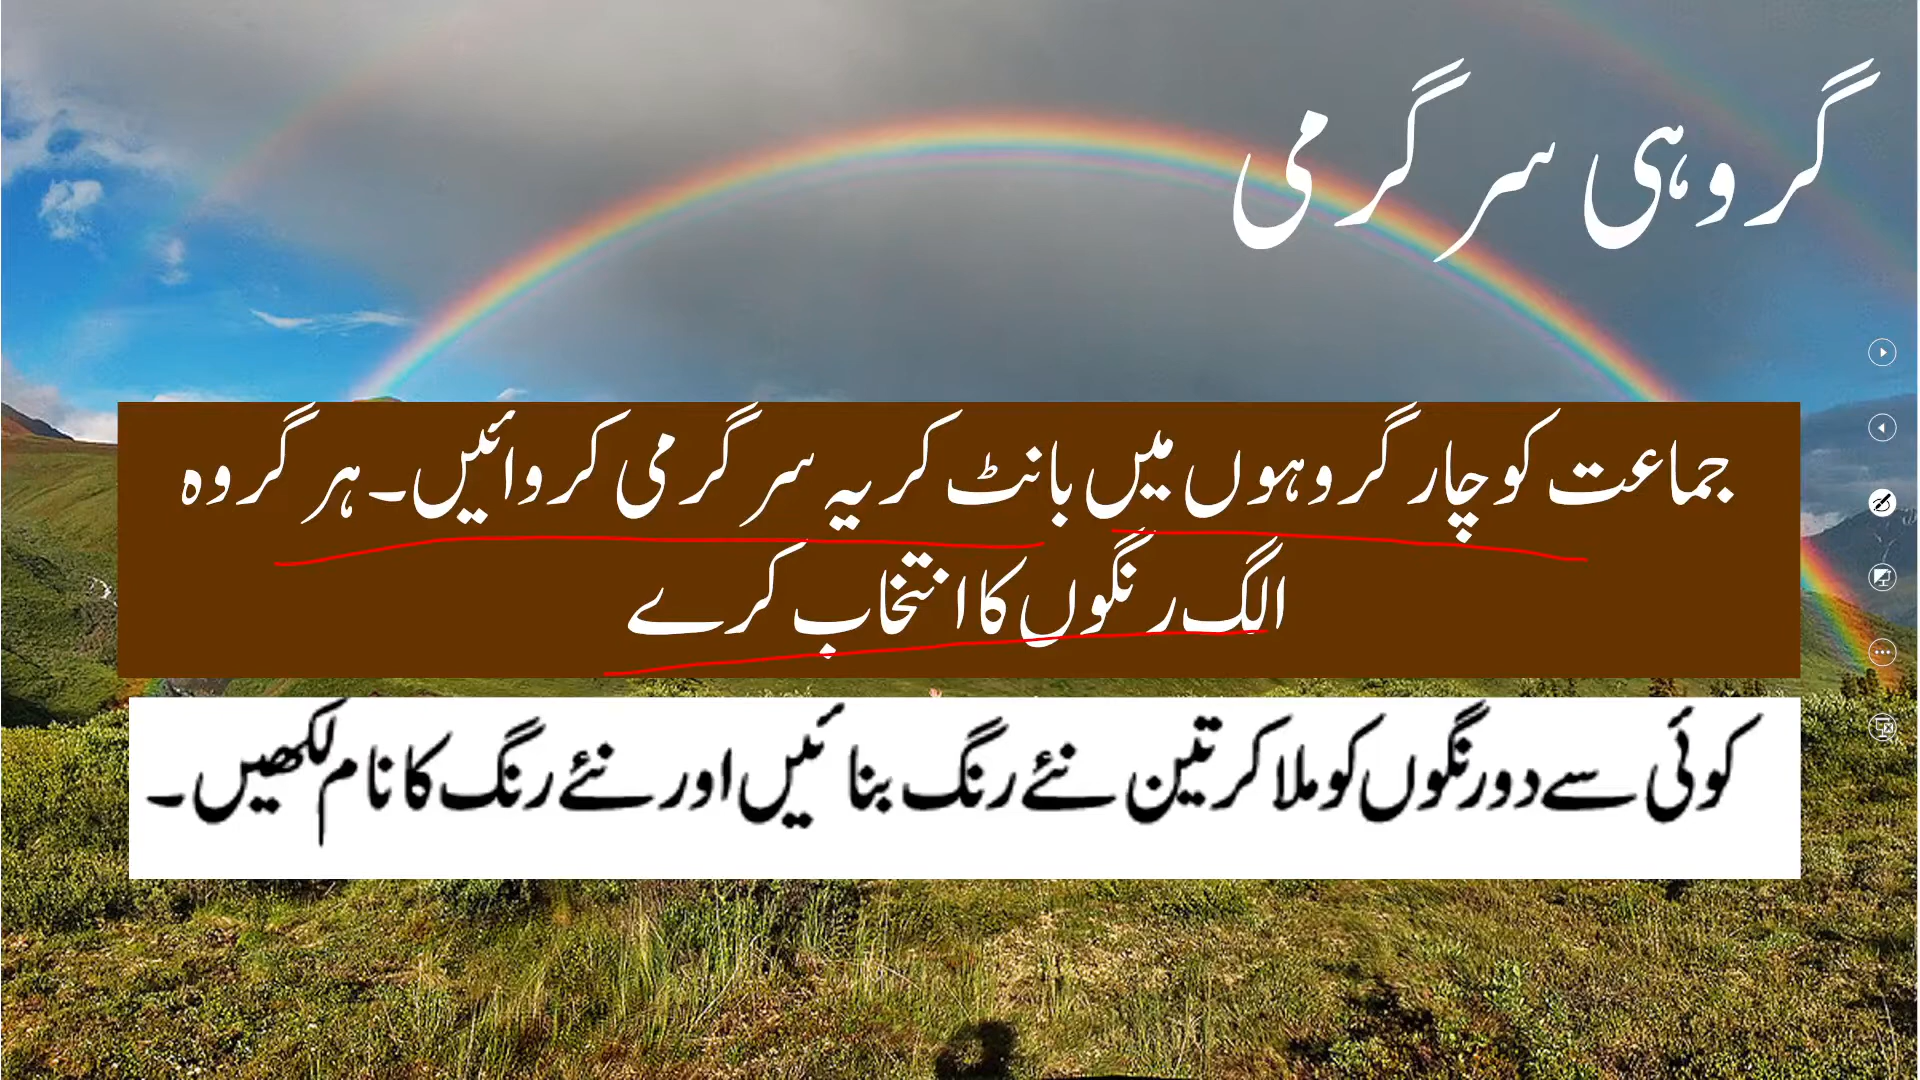 گروہی سرگرمی
جماعت کو چار گروہوں میں بانٹ کر یہ سرگرمی کروائیں۔ ہر گروہ
الگ رنگوں کا انتخاب کرے
کوئی سے دو رنگوں کو ملا کر تین نئے رنگ بنائیں اور نئے رنگ کا نام لکھیں۔